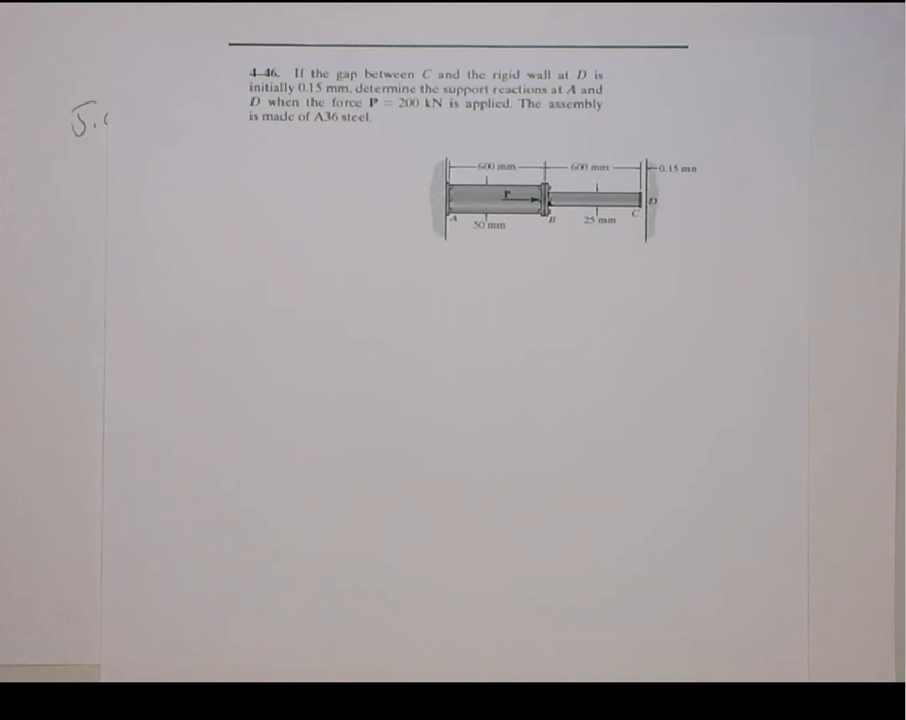 4–46. If the gap between C and the rigid wall at D is
initially 0.15 mm, determine the support reactions at A and
D when the force P = 200 kN is applied. The assembly
is made of A36 steel.
600 mm 600 mm 0.15 mm
P
D
A B C
50 mm 25 mm